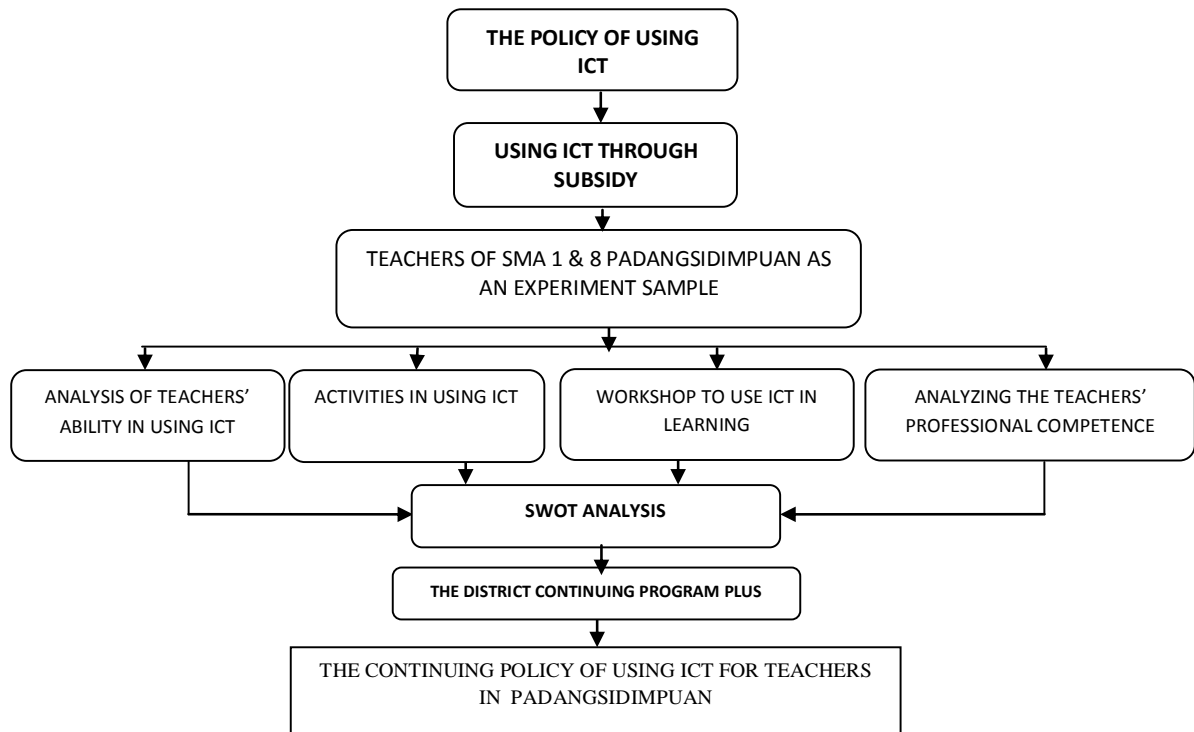 THE POLICY OF USING
ICT
USING ICT THROUGH
SUBSIDY
TEACHERS OF SMA 1 & 8 PADANGSIDIMPUAN AS
AN EXPERIMENT SAMPLE
ANALYSIS OF TEACHERS’
ABILITY IN USING ICT
ACTIVITIES IN USING ICT
WORKSHOP TO USE ICT IN
LEARNING
ANALYZING THE TEACHERS’
PROFESSIONAL COMPETENCE
SWOT ANALYSIS
THE DISTRICT CONTINUING PROGRAM PLUS
THE CONTINUING POLICY OF USING ICT FOR TEACHERS
IN PADANGSIDIMPUAN